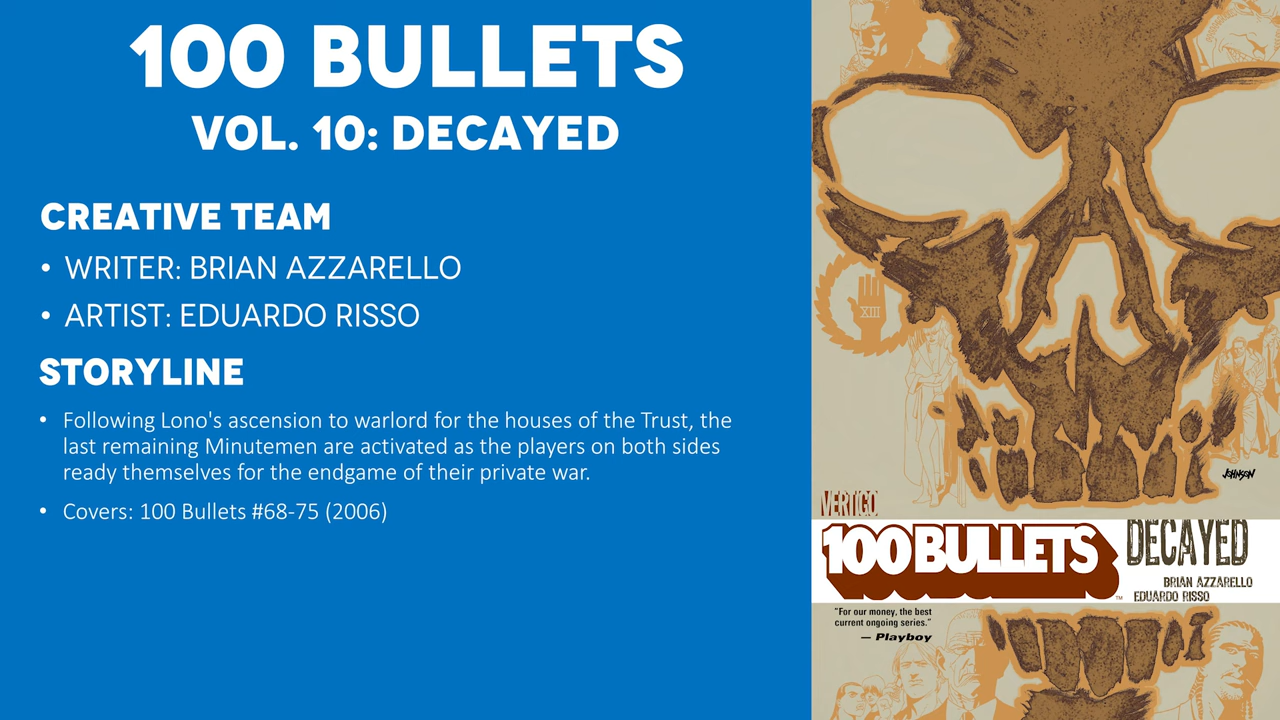 100 BULLETS
VOL. 10: DECAYED
CREATIVE TEAM
• WRITER: BRIAN AZZARELLO
• ARTIST: EDUARDO RISSO
STORYLINE
• Following Lono's ascension to warlord for the houses of the Trust, the
last remaining Minutemen are activated as the players on both sides
ready themselves for the endgame of their private war.
• Covers: 100 Bullets #68-75 (2006)
XIII
JOHNSON
VERTIGO
100 BULLETS
TM
DECAYED
BRIAN AZZARELLO
EDUARDO RISSO
"For our money, the best
current ongoing series."
— Playboy